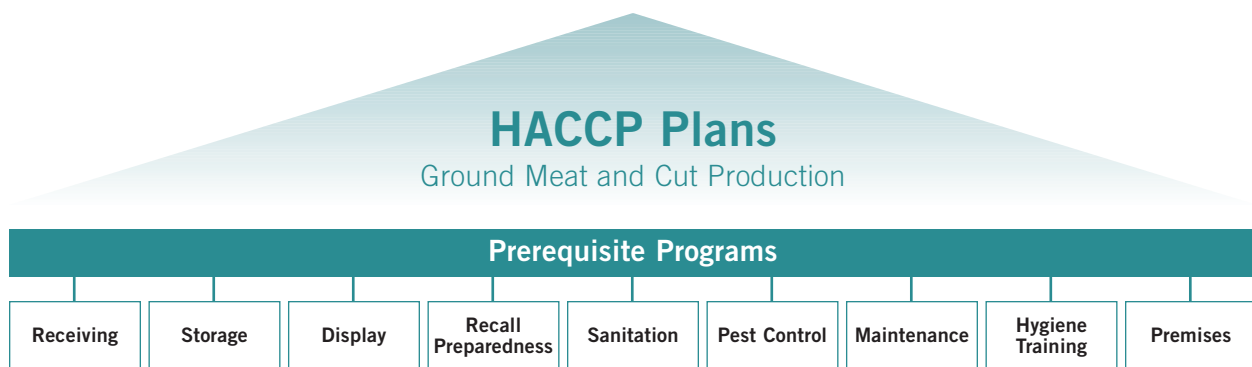 HACCP Plans
Ground Meat and Cut Production
Prerequisite Programs
Receiving
Storage
Display
Recall
Preparedness
Sanitation
Pest Control
Maintenance
Hygiene
Training
Premises